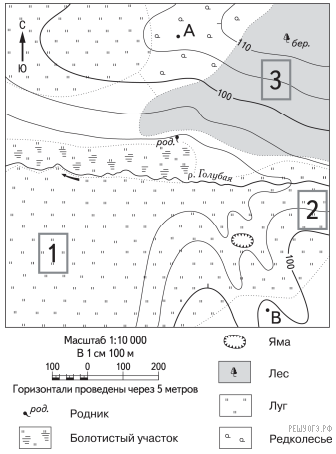 С
А
110
бер.
3
100
Ю
род.
р. Голубая
2
1
100
В
Масштаб 1:10 000
В 1 см 100 м
100 0 100 200
Горизонтали проведены через 5 метров
Яма
Лес
род. Родник
Луг
Болотистый участок
Редколесье
РЕШУОГЭ.РФ